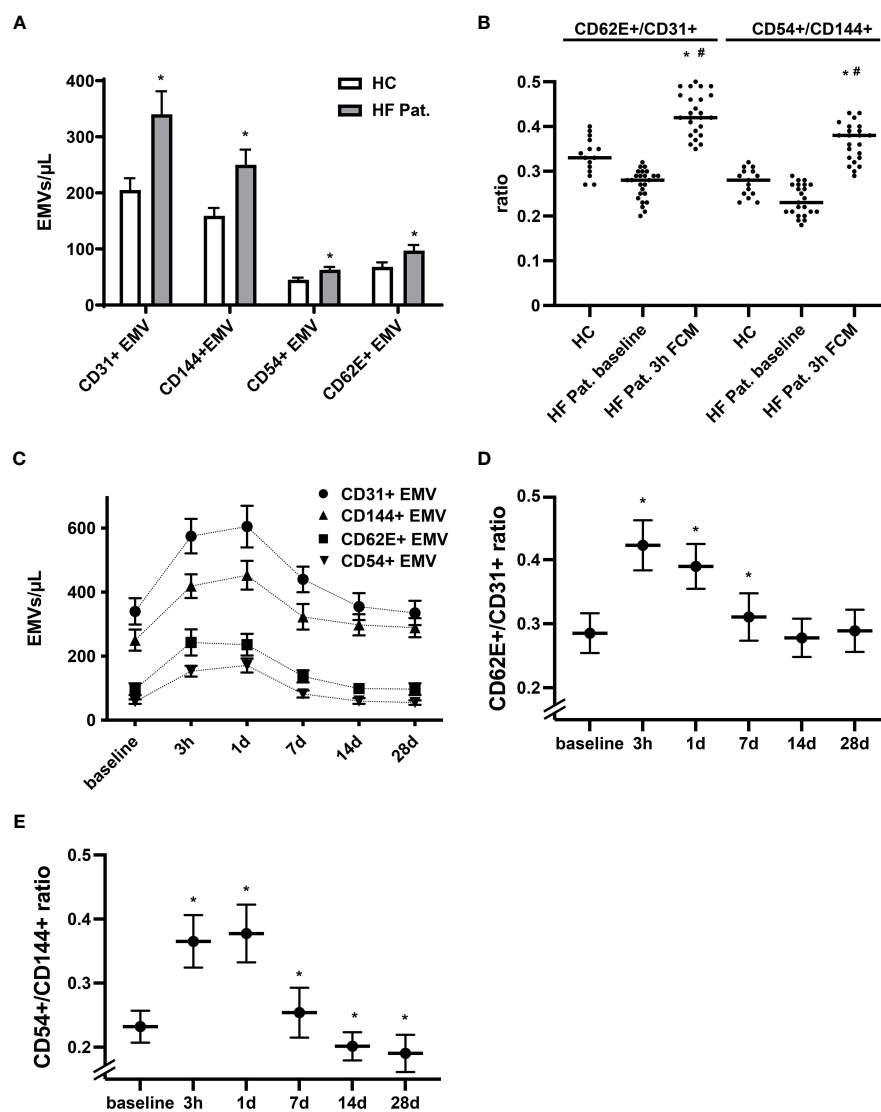 A
EMVs/µL
400
300
200
100
0
HC
HF Pat.
*
*
*
*
CD31+ EMV
CD144+EMV
CD54+ EMV
CD62E+ EMV
B
CD62E+/CD31+
CD54+/CD144+
* #
* #
ratio
0.5
0.4
0.3
0.2
0.1
0
HC
HF Pat. baseline
HF Pat. 3h FCM
HC
HF Pat. baseline
HF Pat. 3h FCM
C
EMVs/µL
600
400
200
0
CD31+ EMV
CD144+ EMV
CD62E+ EMV
CD54+ EMV
baseline
3h
1d
7d
14d
28d
D
CD62E+/CD31+ ratio
0.5
0.4
0.3
0.2
*
*
*
baseline 3h 1d 7d 14d 28d
E
CD54+/CD144+ ratio
0.5
0.4
0.3
0.2
*
*
*
*
*
baseline 3h 1d 7d 14d 28d